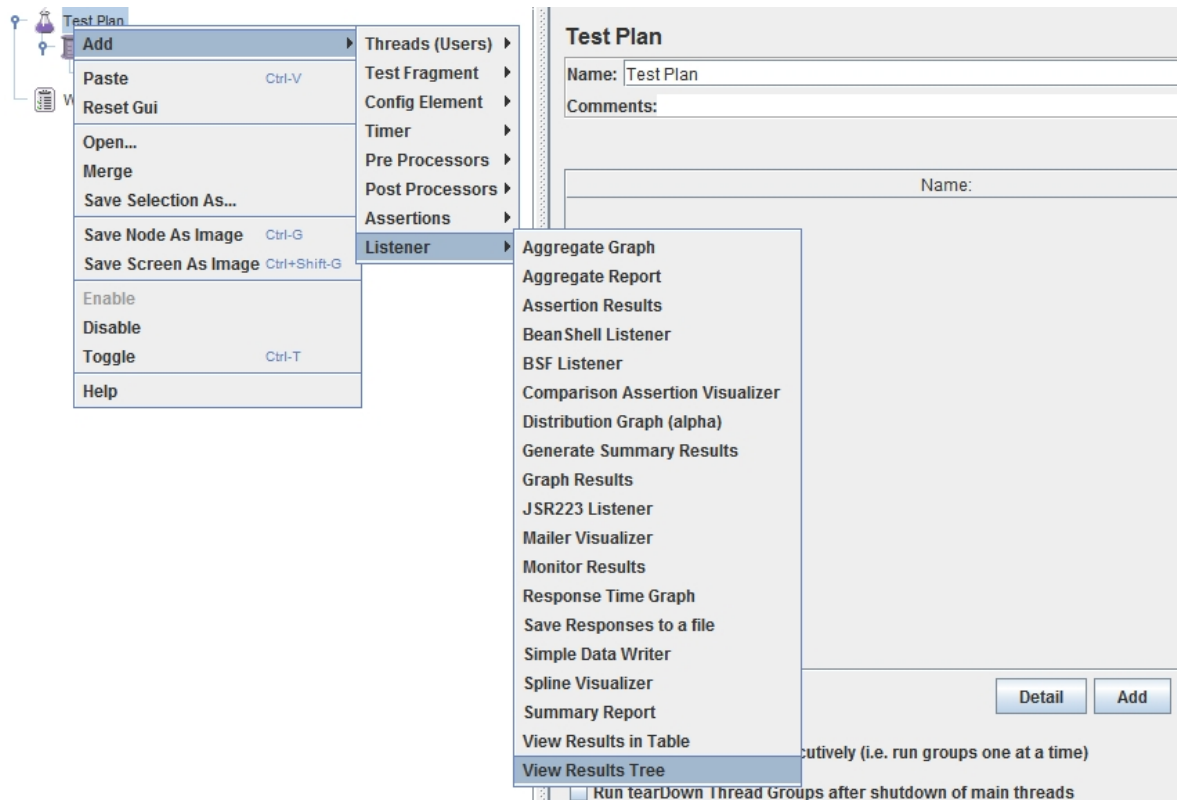 Test Plan
W
Add
Paste Ctrl-V
Reset Gui
Open...
Merge
Save Selection As...
Save Node As Image Ctrl-G
Save Screen As Image Ctrl+Shift-G
Enable
Disable
Toggle Ctrl-T
Help
Threads (Users)
Test Fragment
Config Element
Timer
Pre Processors
Post Processors
Assertions
Listener
Aggregate Graph
Aggregate Report
Assertion Results
BeanShell Listener
BSF Listener
Comparison Assertion Visualizer
Distribution Graph (alpha)
Generate Summary Results
Graph Results
JSR223 Listener
Mailer Visualizer
Monitor Results
Response Time Graph
Save Responses to a file
Simple Data Writer
Spline Visualizer
Summary Report
View Results in Table
View Results Tree
Test Plan
Name: Test Plan
Comments:
Name:
Detail Add
cutively (i.e. run groups one at a time)
Run tearDown Thread Groups after shutdown of main threads